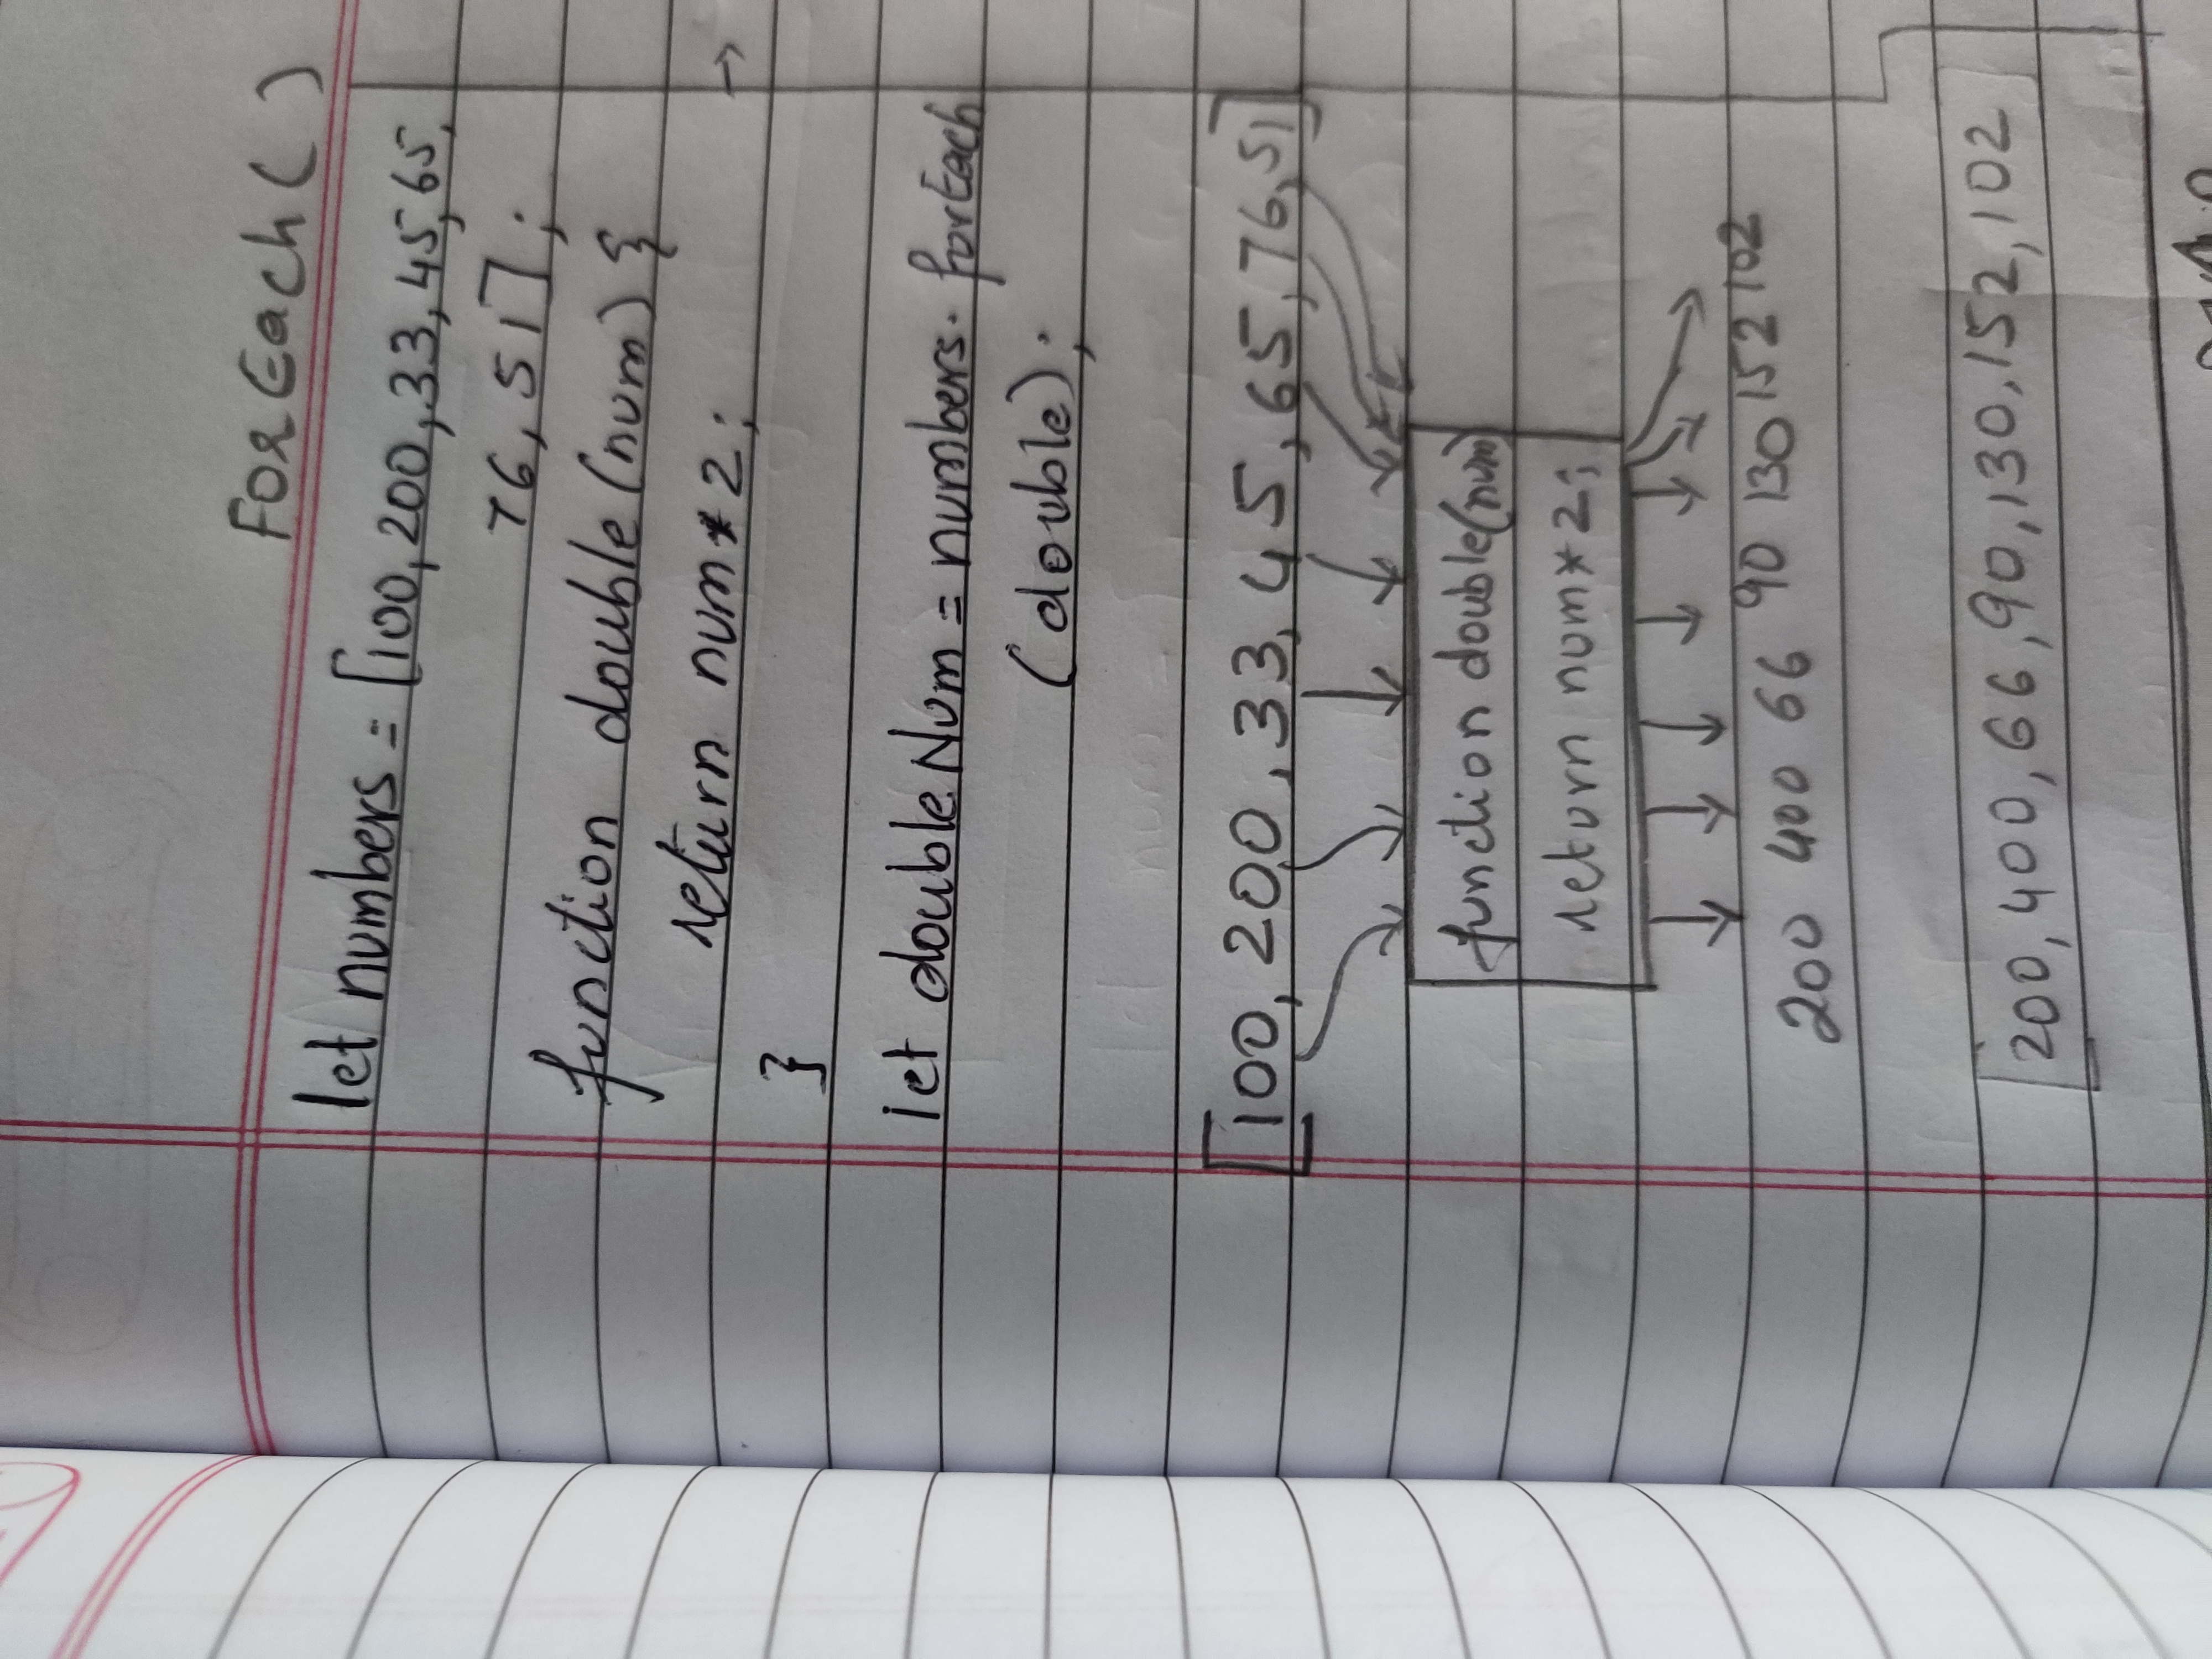 ForEach( )
let numbers = [100, 200, 33, 45, 65,
76, 51];
function double (num) {
return num * 2;
}
let doubleNum = numbers. forEach
(double);
let num =
[100, 200, 33, 45, 65, 76, 51]
function double(num)
return num * 2;
200 400 66 90 130 152 102
[200, 400, 66, 90, 130, 152, 102